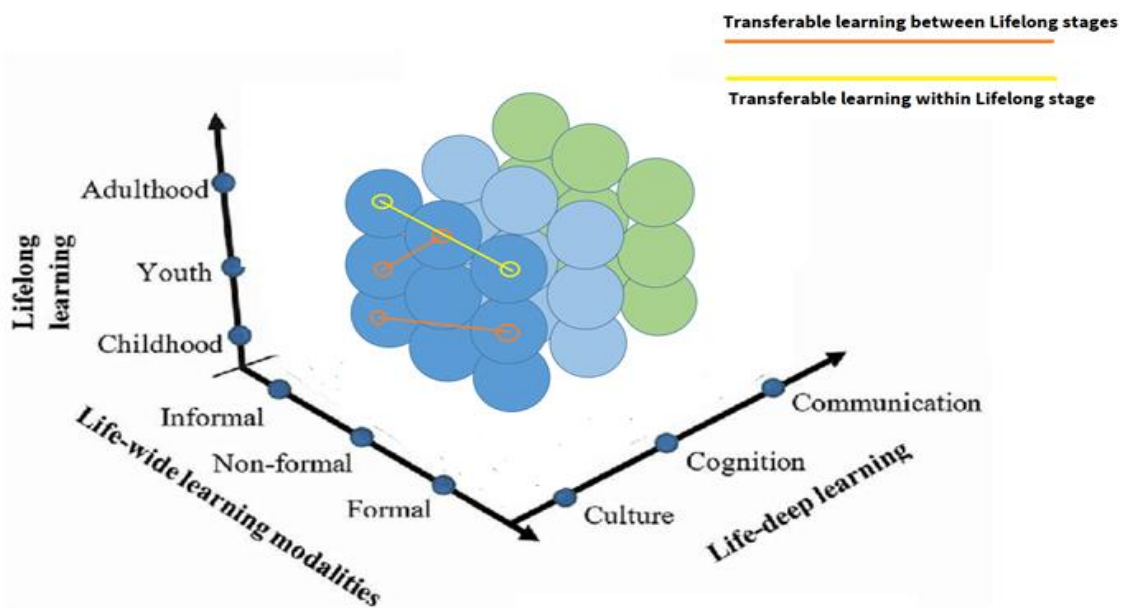 Transferable learning between Lifelong stages
Transferable learning within Lifelong stage
Adulthood
Youth
Childhood
Lifelong
learning
Informal
Non-formal
Formal
Life-wide learning modalities
Communication
Cognition
Culture
Life-deep learning